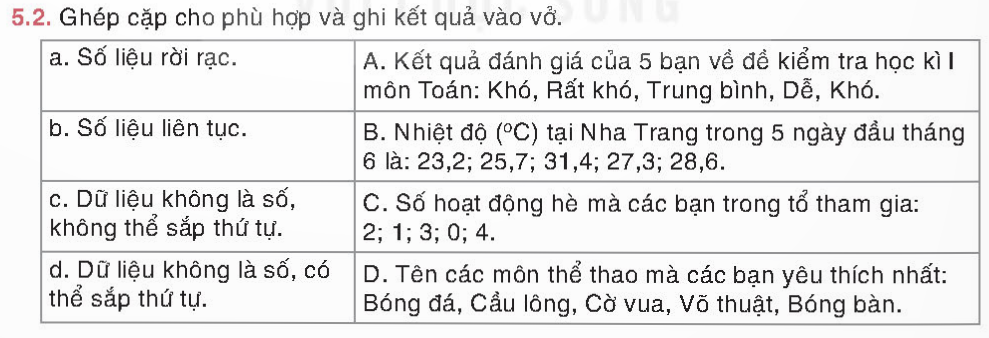 5.2. Ghép cặp cho phù hợp và ghi kết quả vào vở.
a. Số liệu rời rạc.
A. Kết quả đánh giá của 5 bạn về đề kiểm tra học kì I
môn Toán: Khó, Rất khó, Trung bình, Dễ, Khó.
b. Số liệu liên tục.
B. Nhiệt độ (ºC) tại Nha Trang trong 5 ngày đầu tháng
6 là: 23,2; 25,7; 31,4; 27,3; 28,6.
c. Dữ liệu không là số,
không thể sắp thứ tự.
C. Số hoạt động hè mà các bạn trong tổ tham gia:
2; 1; 3; 0; 4.
d. Dữ liệu không là số, có
thể sắp thứ tự.
D. Tên các môn thể thao mà các bạn yêu thích nhất:
Bóng đá, Cầu lông, Cờ vua, Võ thuật, Bóng bàn.